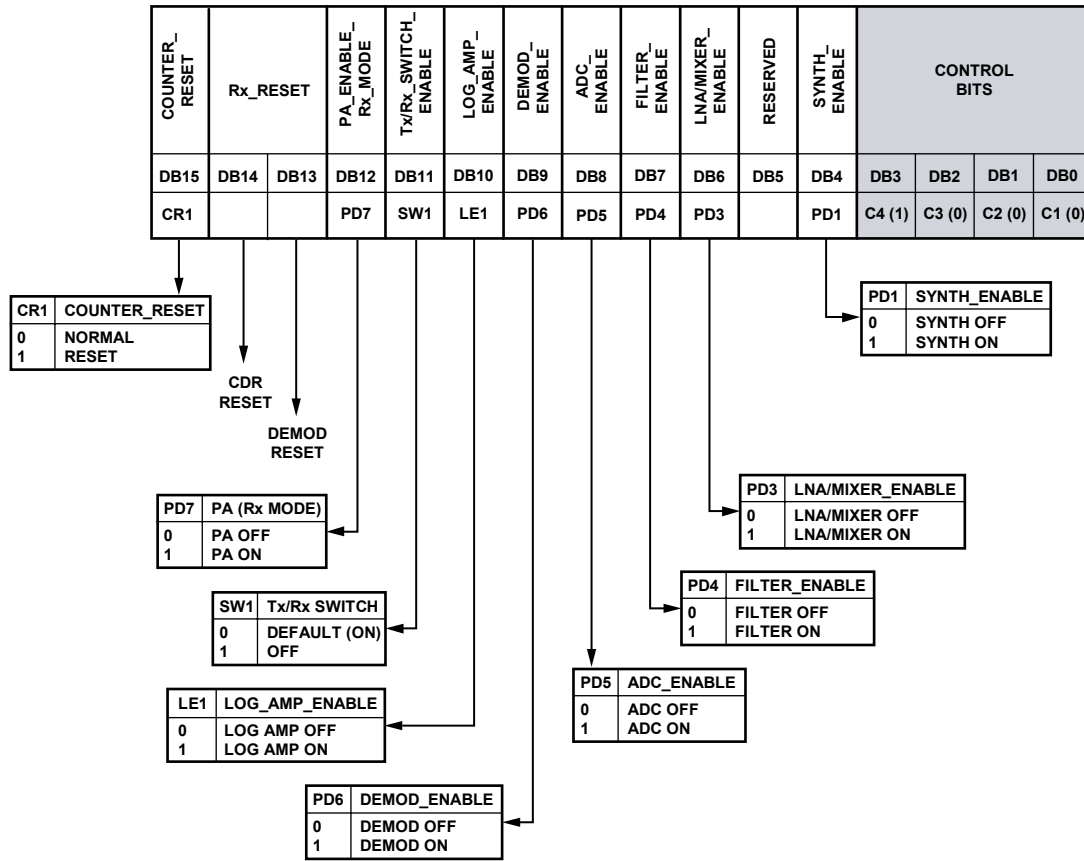 COUNTER_
RESET
Rx_RESET
PA_ENABLE_
Rx_MODE
Tx/Rx_SWITCH_
ENABLE
LOG_AMP_
ENABLE
DEMOD_
ENABLE
ADC_
ENABLE
FILTER_
ENABLE
LNA/MIXER_
ENABLE
RESERVED
SYNTH_
ENABLE
CONTROL
BITS
DB15 DB14 DB13 DB12 DB11 DB10 DB9 DB8 DB7 DB6 DB5 DB4 DB3 DB2 DB1 DB0
CR1 PD7 SW1 LE1 PD6 PD5 PD4 PD3 PD1 C4 (1) C3 (0) C2 (0) C1 (0)
CR1 COUNTER_RESET
0 NORMAL
1 RESET
PD1 SYNTH_ENABLE
0 SYNTH OFF
1 SYNTH ON
CDR
RESET
DEMOD
RESET
PD7 PA (Rx MODE)
0 PA OFF
1 PA ON
PD3 LNA/MIXER_ENABLE
0 LNA/MIXER OFF
1 LNA/MIXER ON
SW1 Tx/Rx SWITCH
0 DEFAULT (ON)
1 OFF
PD4 FILTER_ENABLE
0 FILTER OFF
1 FILTER ON
LE1 LOG_AMP_ENABLE
0 LOG AMP OFF
1 LOG AMP ON
PD5 ADC_ENABLE
0 ADC OFF
1 ADC ON
PD6 DEMOD_ENABLE
0 DEMOD OFF
1 DEMOD ON